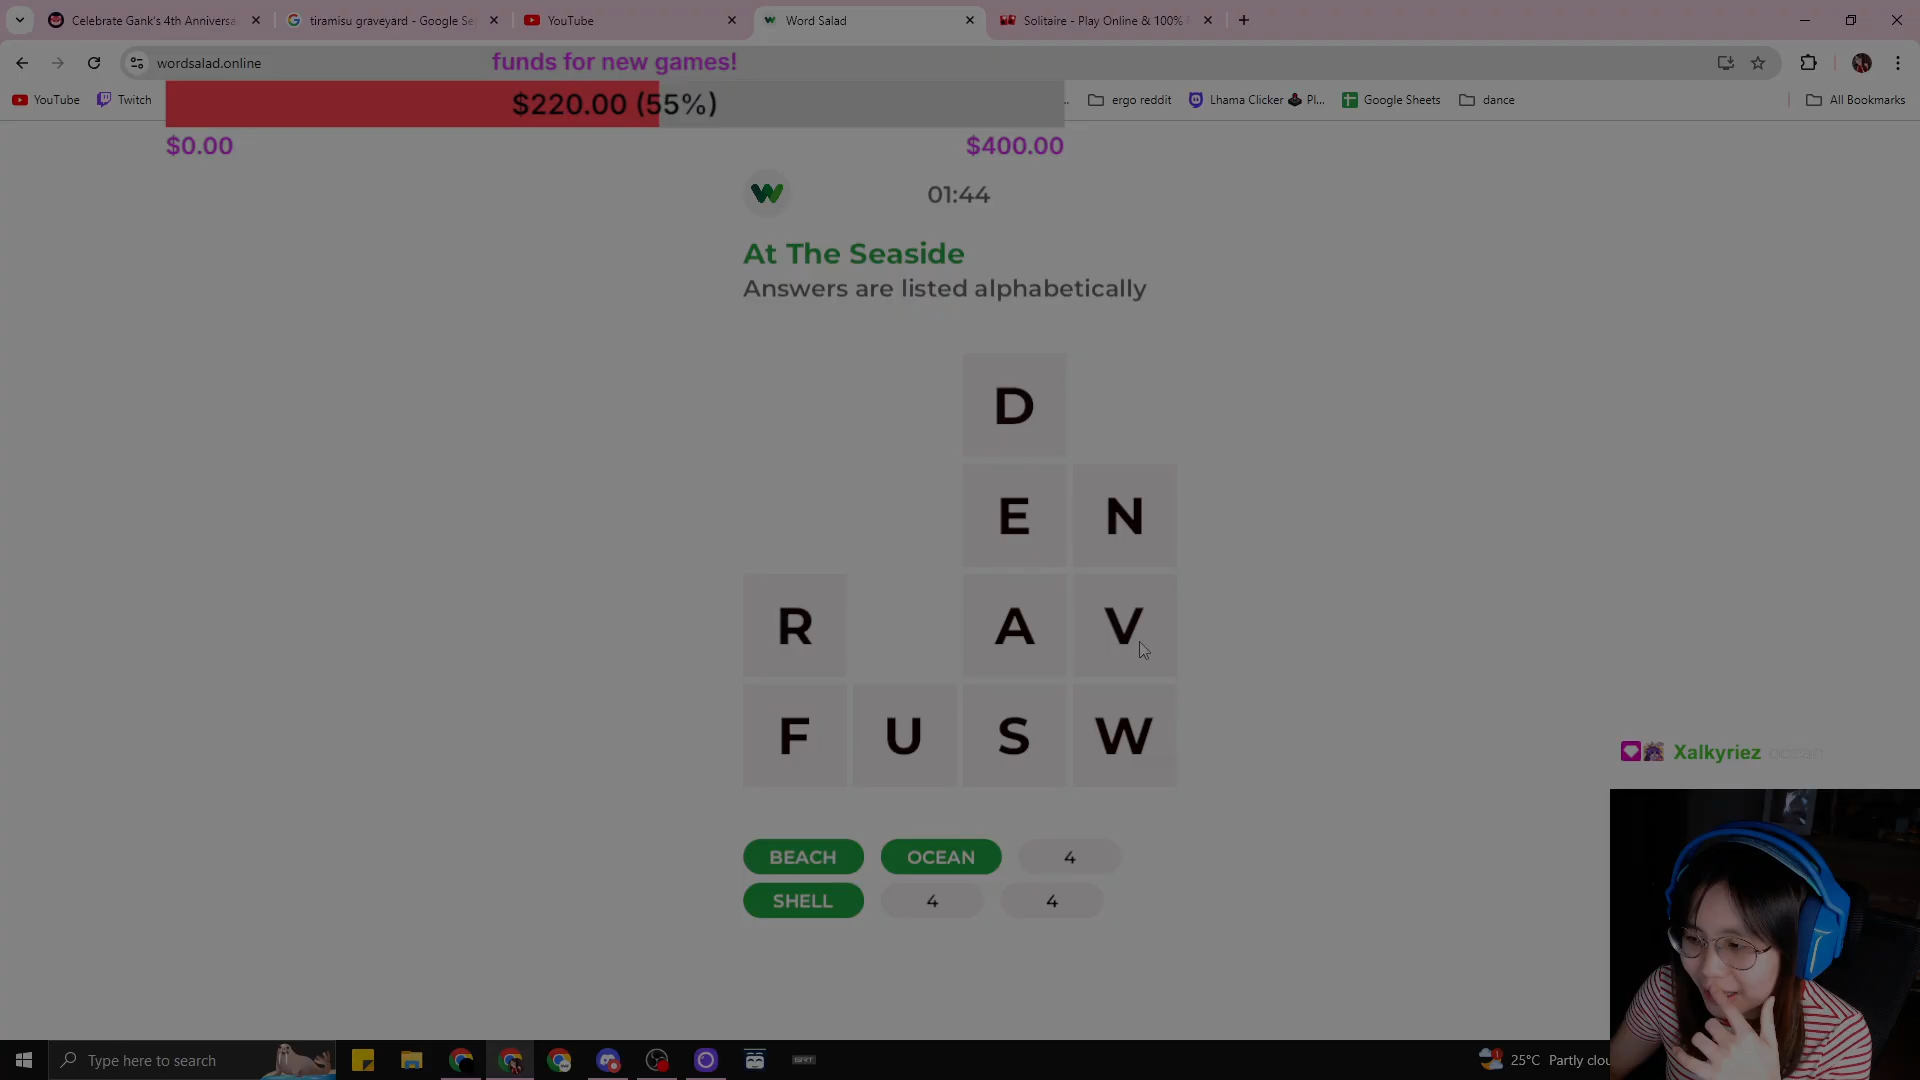 Celebrate Gank's 4th Anniversa
tiramisu graveyard - Google Se
YouTube
Word Salad
Solitaire - Play Online & 100%
wordsalad.online
funds for new games!
YouTube
Twitch
$220.00 (55%)
ergo reddit
Lhama Clicker
Pl...
Google Sheets
dance
All Bookmarks
$0.00
$400.00
W
01:44
At The Seaside
Answers are listed alphabetically
D
E N
R A V
F U S W
Xalkyriez ocean
BEACH OCEAN 4
SHELL 4 4
Type here to search
25°C Partly clou